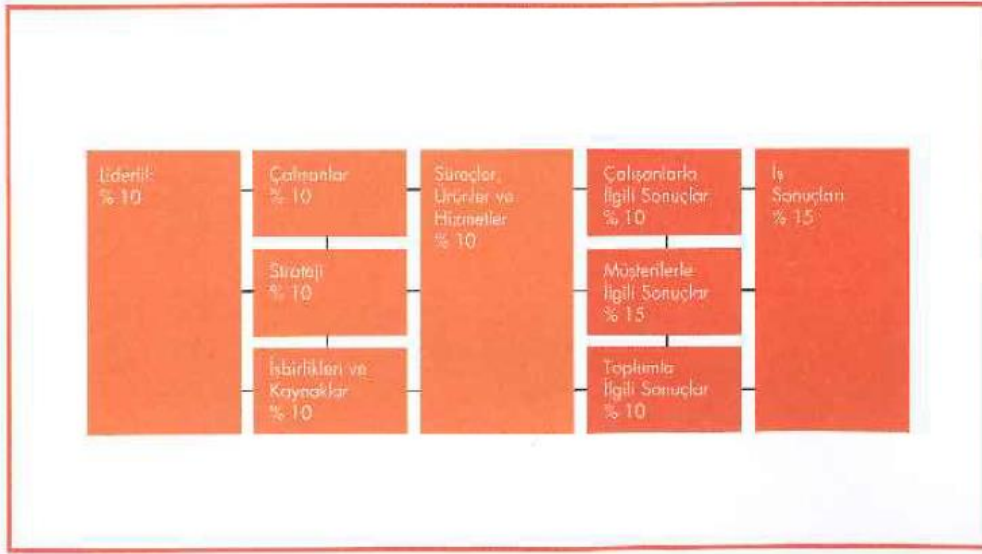 Liderlik
% 10
Çalışanlar
% 10
Strateji
% 10
İşbirlikleri ve
Kaynaklar
% 10
Süreçler,
Ürünler ve
Hizmetler
% 10
Çalışanlarla
İlgili Sonuçlar
% 10
Müşterilerle
İlgili Sonuçlar
% 15
Toplumla
İlgili Sonuçlar
% 10
İş
Sonuçları
% 15